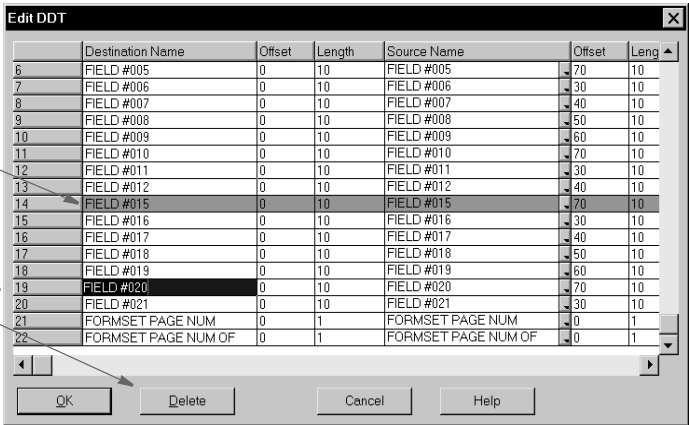 Edit DDT
Destination Name Offset Length Source Name Offset Leng
6 FIELD #005 0 10 FIELD #005 70 10
7 FIELD #006 0 10 FIELD #006 30 10
8 FIELD #007 0 10 FIELD #007 40 10
9 FIELD #008 0 10 FIELD #008 50 10
10 FIELD #009 0 10 FIELD #009 60 10
11 FIELD #010 0 10 FIELD #010 70 10
12 FIELD #011 0 10 FIELD #011 30 10
13 FIELD #012 0 10 FIELD #012 40 10
14 FIELD #015 0 10 FIELD #015 70 10
15 FIELD #016 0 10 FIELD #016 30 10
16 FIELD #017 0 10 FIELD #017 40 10
17 FIELD #018 0 10 FIELD #018 50 10
18 FIELD #019 0 10 FIELD #019 60 10
19 FIELD #020 0 10 FIELD #020 70 10
20 FIELD #021 0 10 FIELD #021 30 10
21 FORMSET PAGE NUM 0 1 FORMSET PAGE NUM 0 1
22 FORMSET PAGE NUM OF 0 1 FORMSET PAGE NUM OF 0 1
OK Delete Cancel Help